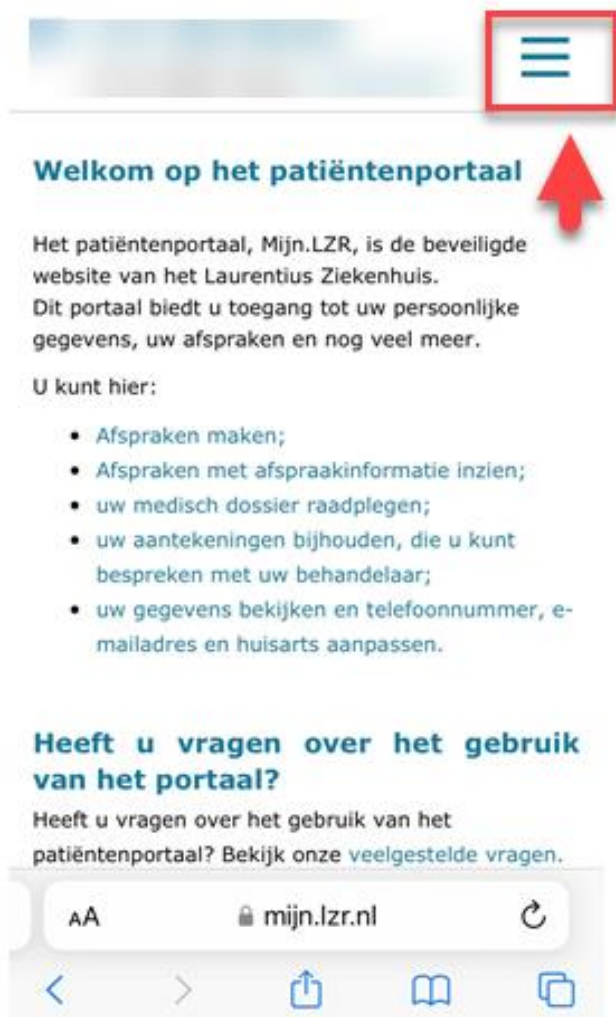 Welkom op het patiëntenportaal
Het patiëntenportaal, Mijn.LZR, is de beveiligde
website van het Laurentius Ziekenhuis.
Dit portaal biedt u toegang tot uw persoonlijke
gegevens, uw afspraken en nog veel meer.
U kunt hier:
Afspraken maken;
Afspraken met afspraakinformatie inzien;
uw medisch dossier raadplegen;
uw aantekeningen bijhouden, die u kunt
bespreken met uw behandelaar;
uw gegevens bekijken en telefoonnummer, e-
mailadres en huisarts aanpassen.
Heeft u vragen over het gebruik
van het portaal?
Heeft u vragen over het gebruik van het
patiëntenportaal? Bekijk onze veelgestelde vragen.
AA mijn.lzr.nl